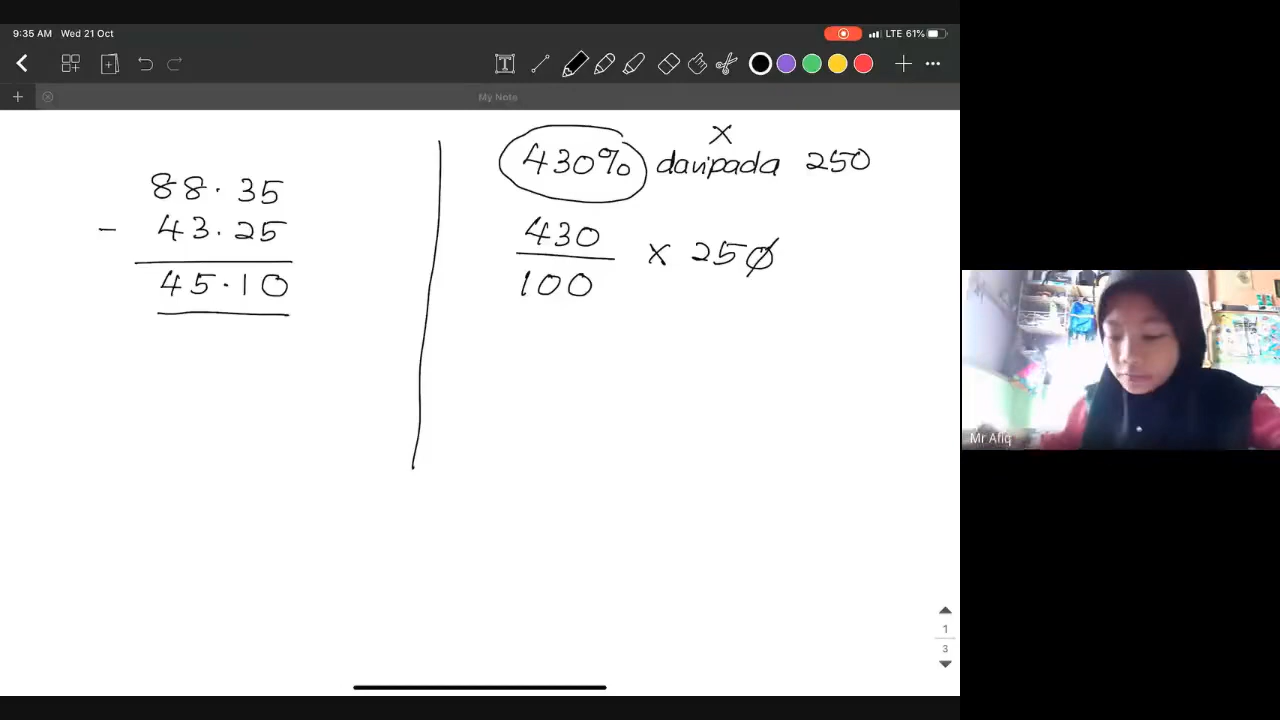 9:35 AM Wed 21 Oct
LTE 61%
My Note
88.35
- 43.25
45.10
430% daripada 250
x
430
100
x 250
1
3
Mr Afiq